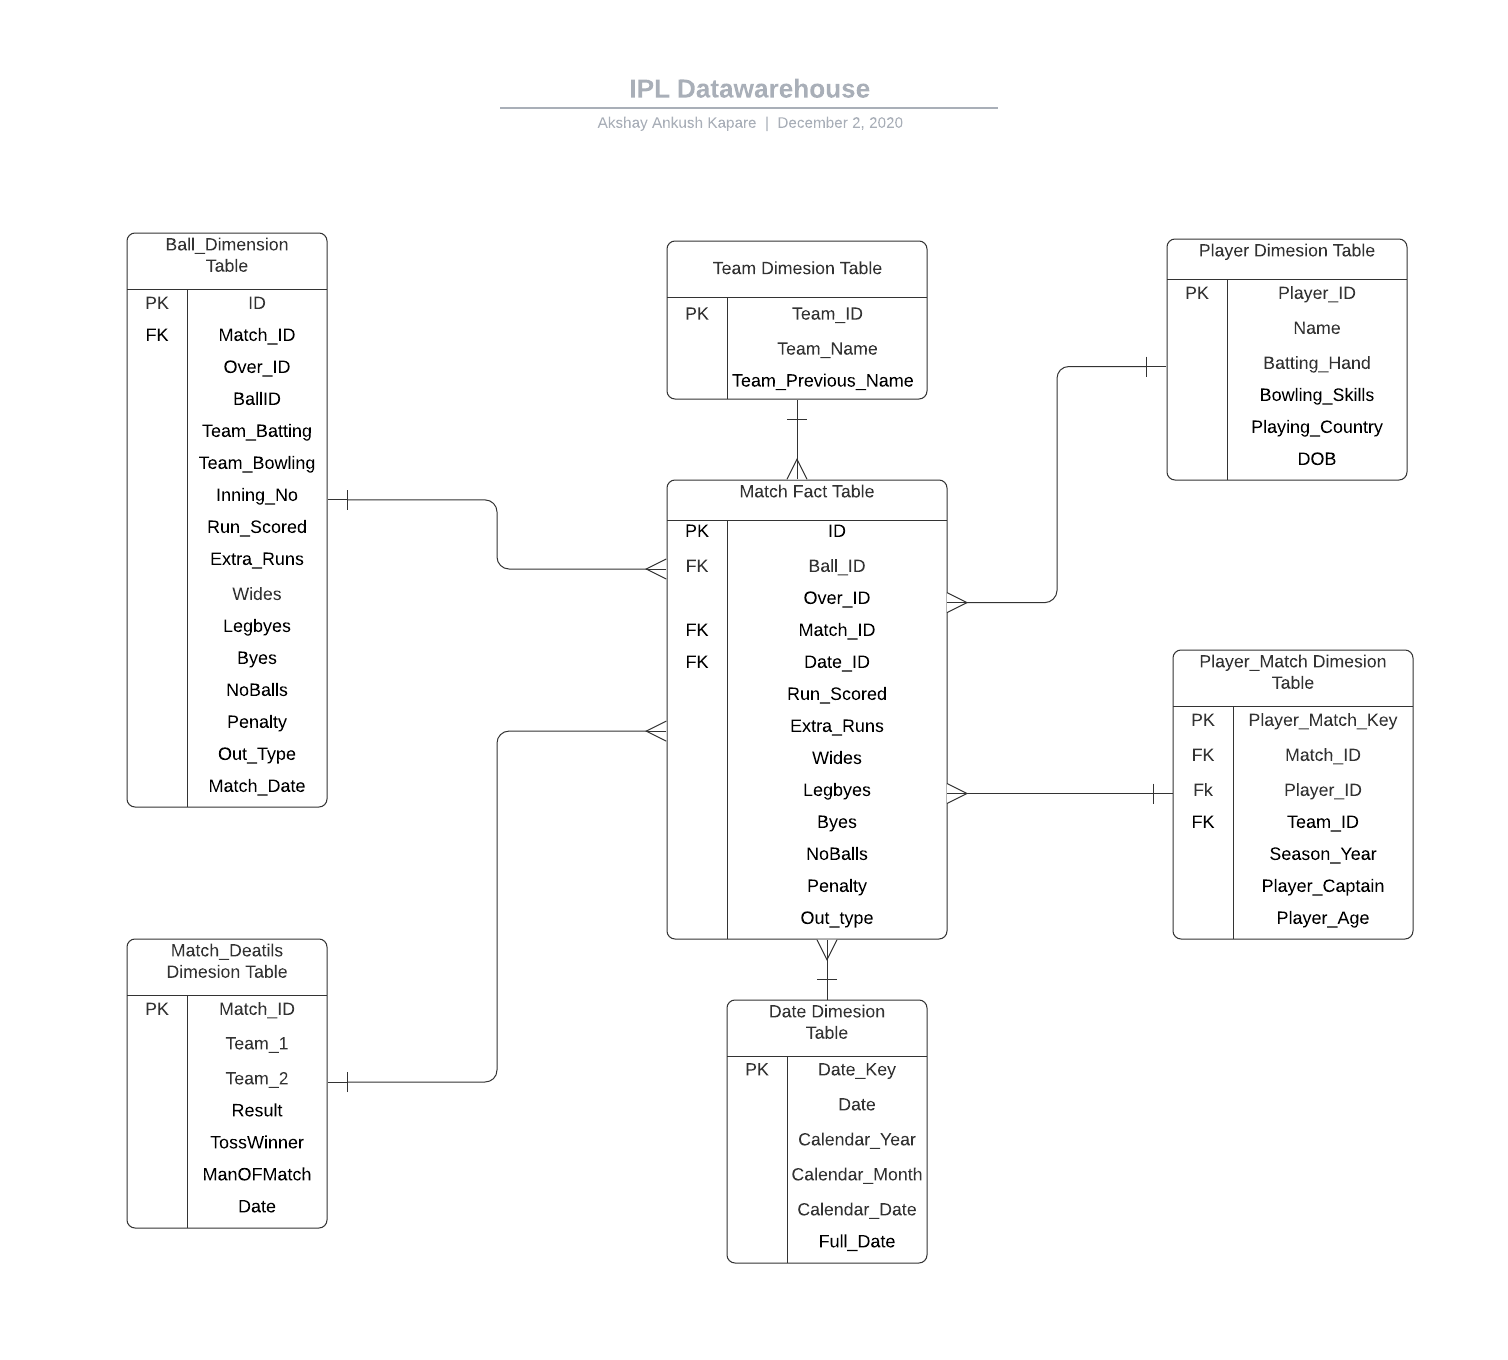 IPL Datawarehouse
Akshay Ankush Kapare | December 2, 2020
Ball_Dimension
Table
PK ID
FK Match_ID
Over_ID
BallID
Team_Batting
Team_Bowling
Inning_No
Run_Scored
Extra_Runs
Wides
Legbyes
Byes
NoBalls
Penalty
Out_Type
Match_Date
Team Dimesion Table
PK Team_ID
Team_Name
Team_Previous_Name
Player Dimesion Table
PK Player_ID
Name
Batting_Hand
Bowling_Skills
Playing_Country
DOB
Match Fact Table
PK ID
FK Ball_ID
Over_ID
FK Match_ID
FK Date_ID
Run_Scored
Extra_Runs
Wides
Legbyes
Byes
NoBalls
Penalty
Out_type
Player_Match Dimesion
Table
PK Player_Match_Key
FK Match_ID
Fk Player_ID
FK Team_ID
Season_Year
Player_Captain
Player_Age
Match_Deatils
Dimesion Table
PK Match_ID
Team_1
Team_2
Result
TossWinner
ManOFMatch
Date
Date Dimesion
Table
PK Date_Key
Date
Calendar_Year
Calendar_Month
Calendar_Date
Full_Date